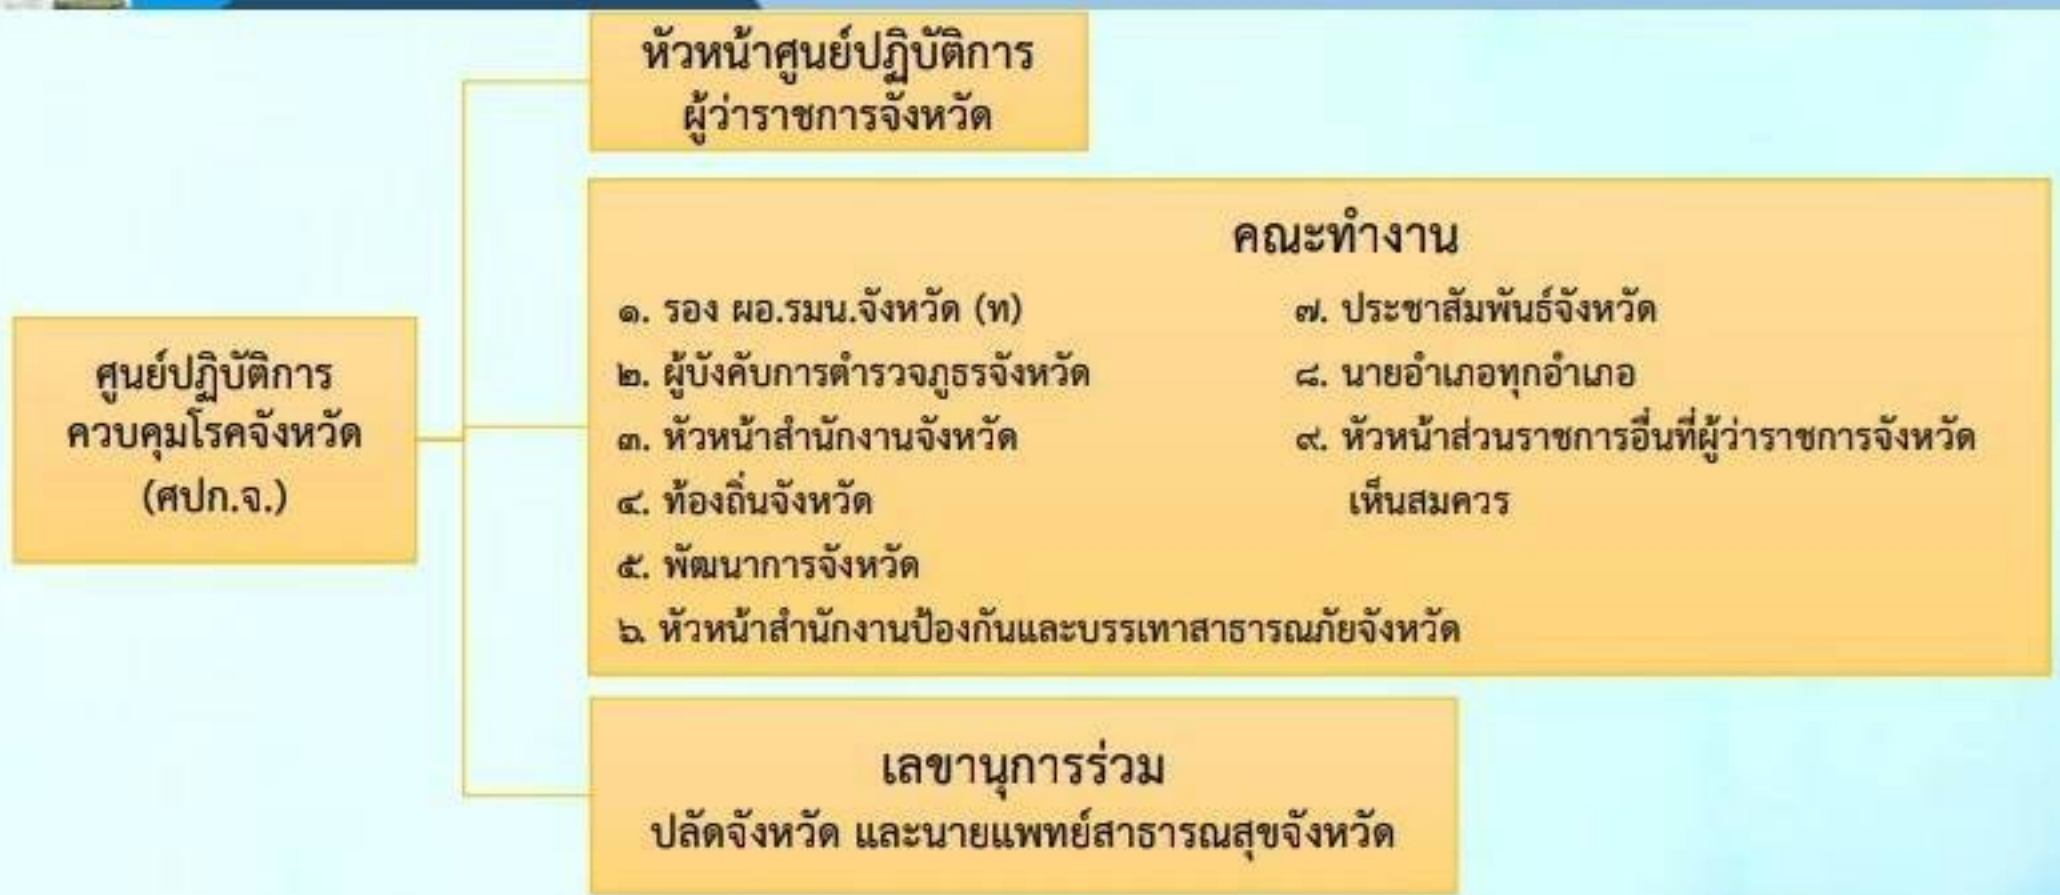 หัวหน้าศูนย์ปฏิบัติการ
ผู้ว่าราชการจังหวัด
ศูนย์ปฏิบัติการ
ควบคุมโรคจังหวัด
(ศปก.จ.)
คณะทำงาน
๑. รอง ผอ.รมน.จังหวัด (ท)
๒. ผู้บังคับการตำรวจภูธรจังหวัด
๓. หัวหน้าสำนักงานจังหวัด
๔. ท้องถิ่นจังหวัด
๕. พัฒนาการจังหวัด
๖. หัวหน้าสำนักงานป้องกันและบรรเทาสาธารณภัยจังหวัด
๗. ประชาสัมพันธ์จังหวัด
๘. นายอำเภอทุกอำเภอ
๙. หัวหน้าส่วนราชการอื่นที่ผู้ว่าราชการจังหวัด
เห็นสมควร
เลขานุการร่วม
ปลัดจังหวัด และนายแพทย์สาธารณสุขจังหวัด